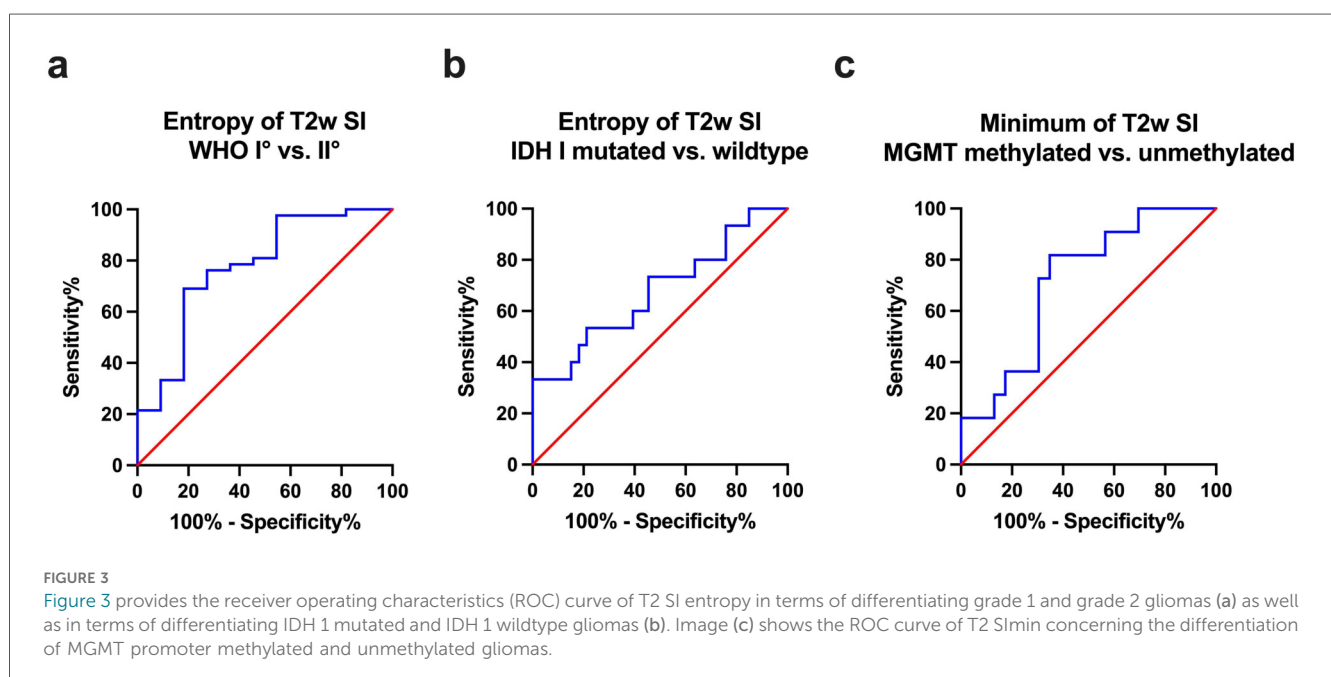 a
Entropy of T2w SI
WHO I° vs. II°
100
80
60
40
20
0
Sensitivity%
0 20 40 60 80 100
100% - Specificity%
b
Entropy of T2w SI
IDH I mutated vs. wildtype
100
80
60
40
20
0
Sensitivity%
0 20 40 60 80 100
100% - Specificity%
c
Minimum of T2w SI
MGMT methylated vs. unmethylated
100
80
60
40
20
0
Sensitivity%
0 20 40 60 80 100
100% - Specificity%
FIGURE 3
Figure 3 provides the receiver operating characteristics (ROC) curve of T2 SI entropy in terms of differentiating grade 1 and grade 2 gliomas (a) as well
as in terms of differentiating IDH 1 mutated and IDH 1 wildtype gliomas (b). Image (c) shows the ROC curve of T2 SImin concerning the differentiation
of MGMT promoter methylated and unmethylated gliomas.